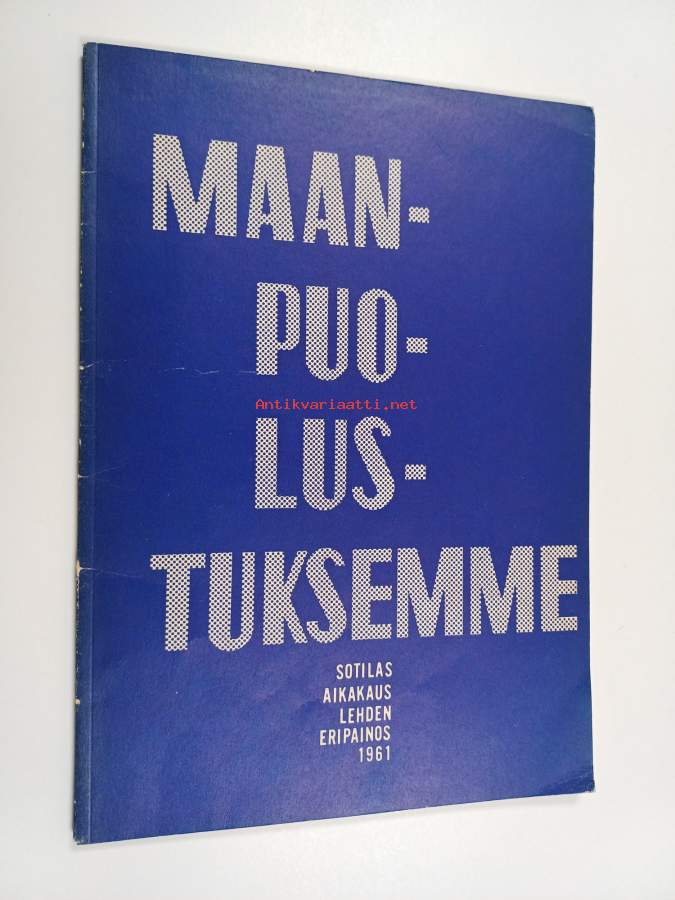 MAAN-
PUO-
Antikvariaatti.net
LUS-
TUKSEMME
SOTILAS
AIKAKAUS
LEHDEN
ERIPAINOS
1961